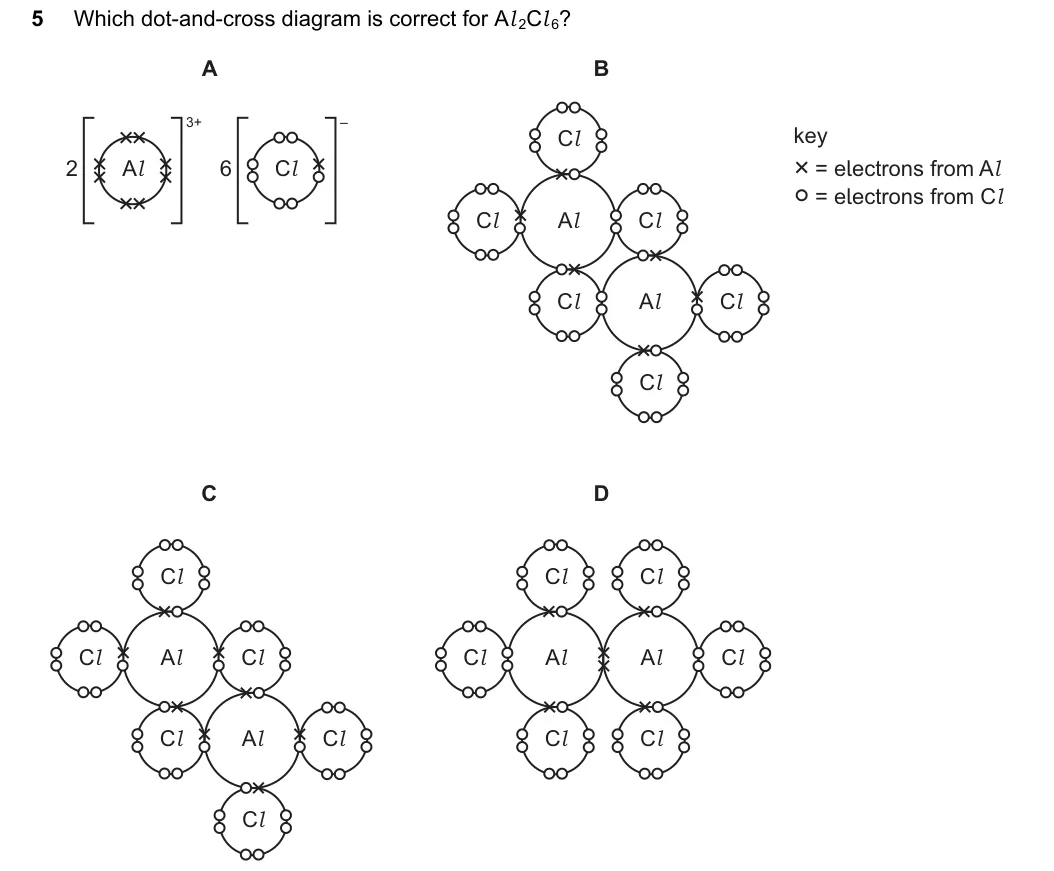 5 Which dot-and-cross diagram is correct for Al₂Cl₆?
A
B
2 [Al]3+ 6 [Cl]–
Cl
Cl Al Cl
Cl Al Cl
Cl
key
× = electrons from Al
○ = electrons from Cl
C
D
Cl
Cl Al Cl
Cl Al Cl
Cl
Cl Cl
Cl Al Al Cl
Cl Cl